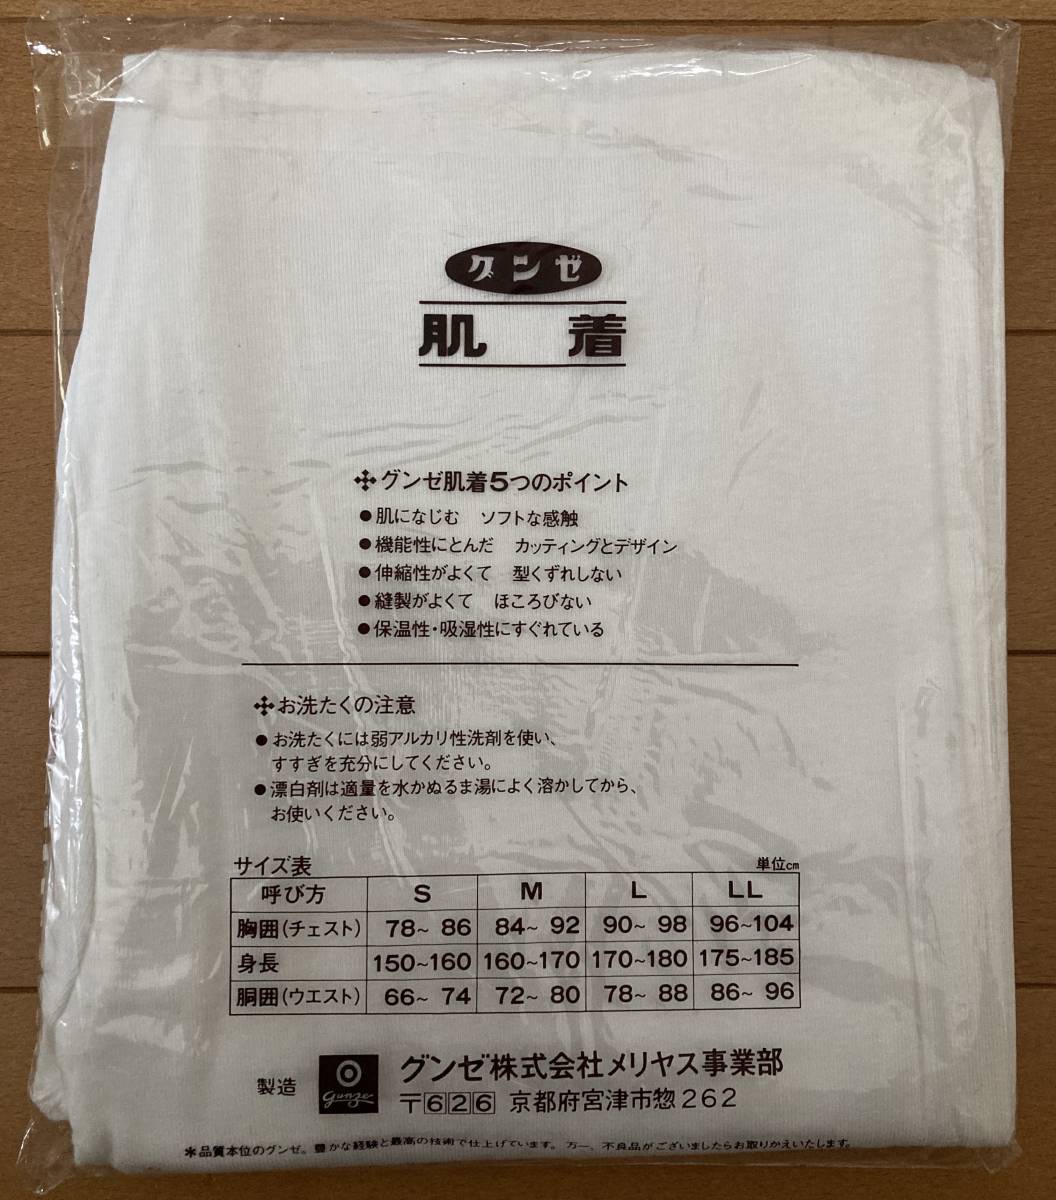 グンゼ
肌着
グンゼ肌着5つのポイント
●肌になじむ ソフトな感触
●機能性にとんだ カッティングとデザイン
●伸縮性がよくて 型くずれしない
●縫製がよくて ほころびない
●保温性・吸湿性にすぐれている
お洗たくの注意
●お洗たくには弱アルカリ性洗剤を使い、
すすぎを充分にしてください。
●漂白剤は適量を水かぬるま湯によく溶かしてから、
お使いください。
サイズ表 単位cm
呼び方 S M L LL
胸囲(チェスト) 78~86 84~92 90~98 96~104
身長 150~160 160~170 170~180 175~185
胴囲(ウエスト) 66~74 72~80 78~88 86~96
製造 gunze グンゼ株式会社メリヤス事業部
〒626 京都府宮津市惣262
*品質本位のグンゼ。豊かな経験と最高の技術で仕上げています。万一、不良品がございましたらお取りかえいたします。